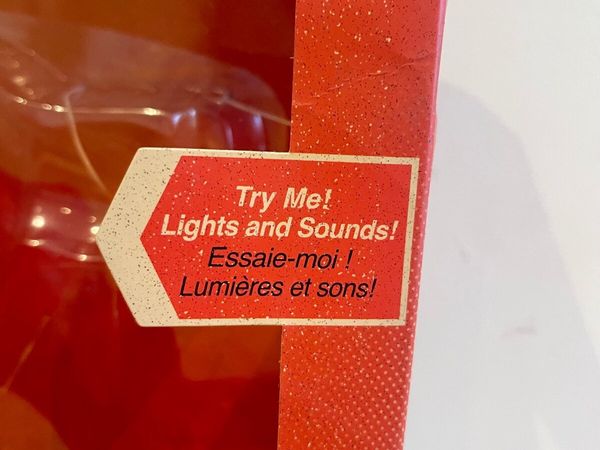 Try Me!
Lights and Sounds!
Essaie-moi !
Lumières et sons!